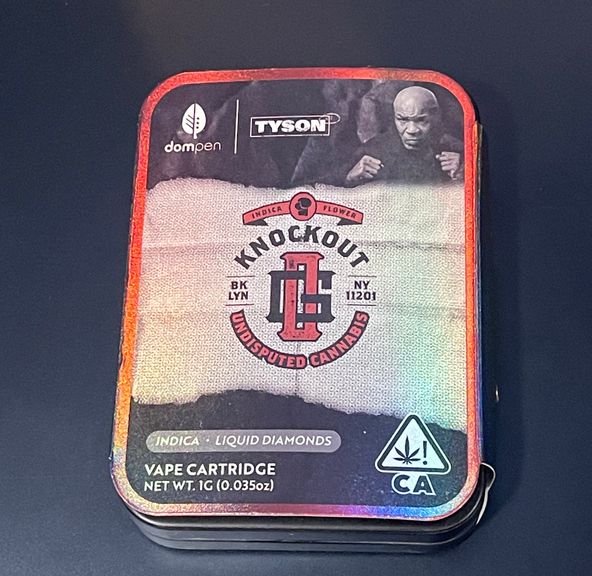 dompen
TYSON
INDICA FLOWER
KNOCKOUT
BK
LYN
OG
NY
11201
UNDISPUTED CANNABIS
INDICA · LIQUID DIAMONDS
VAPE CARTRIDGE
NET WT. 1G (0.035oz)
!
CA